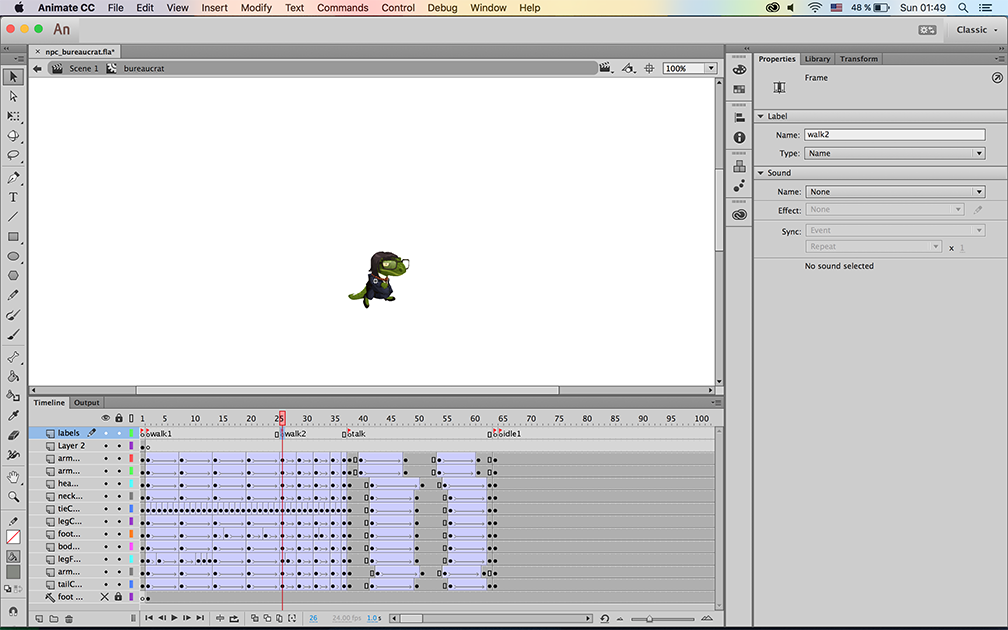 Animate CC File Edit View Insert Modify Text Commands Control Debug Window Help 48 % Sun 01:49
An Classic
× npc_bureaucrat.fla*
Scene 1 bureaucrat 100%
Properties Library Transform
Frame
Label
Name: walk2
Type: Name
Sound
Name: None
Effect: None
Sync: Event
Repeat x 1
No sound selected
T
Timeline Output
1 5 10 15 20 25 30 35 40 45 50 55 60 65 70 75 80 85 90 95 100
labels walk1 walk2 talk idle1
Layer 2
arm...
arm...
hea...
neck...
tieC...
legC...
foot...
bod...
legF...
arm...
tailC...
foot ...
26 24.00 fps 1.0 s